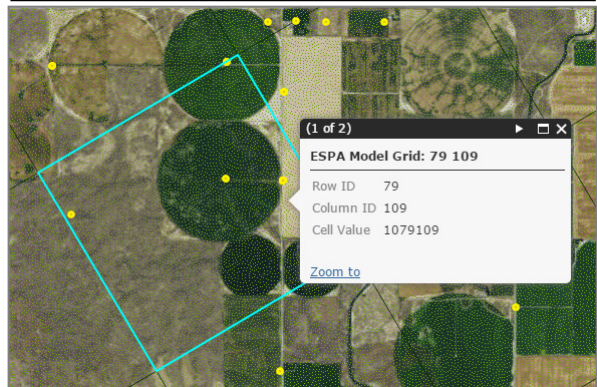 (1 of 2)
ESPA Model Grid: 79 109
Row ID 79
Column ID 109
Cell Value 1079109
Zoom to